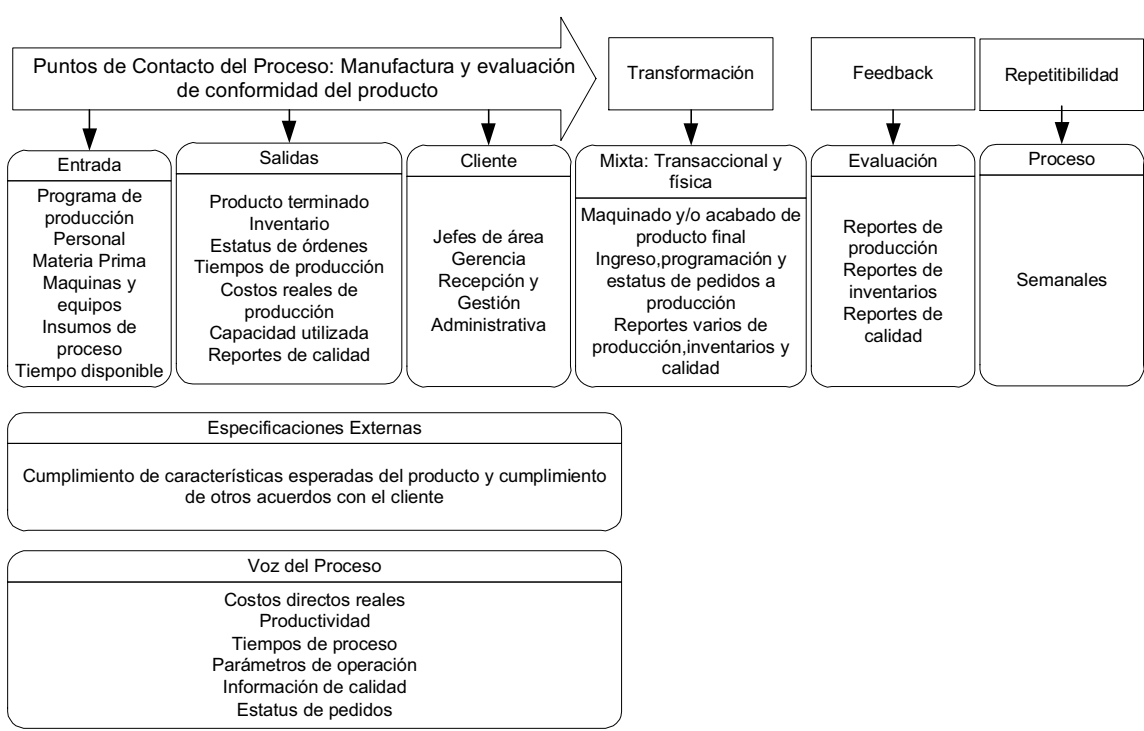 Puntos de Contacto del Proceso: Manufactura y evaluación
de conformidad del producto
Transformación
Feedback
Repetitibilidad
Entrada
Programa de
producción
Personal
Materia Prima
Maquinas y
equipos
Insumos de
proceso
Tiempo disponible
Salidas
Producto terminado
Inventario
Estatus de órdenes
Tiempos de producción
Costos reales de
producción
Capacidad utilizada
Reportes de calidad
Cliente
Jefes de área
Gerencia
Recepción y
Gestión
Administrativa
Mixta: Transaccional y
física
Maquinado y/o acabado de
producto final
Ingreso,programación y
estatus de pedidos a
producción
Reportes varios de
producción,inventarios y
calidad
Evaluación
Reportes de
producción
Reportes de
inventarios
Reportes de
calidad
Proceso
Semanales
Especificaciones Externas
Cumplimiento de características esperadas del producto y cumplimiento
de otros acuerdos con el cliente
Voz del Proceso
Costos directos reales
Productividad
Tiempos de proceso
Parámetros de operación
Información de calidad
Estatus de pedidos